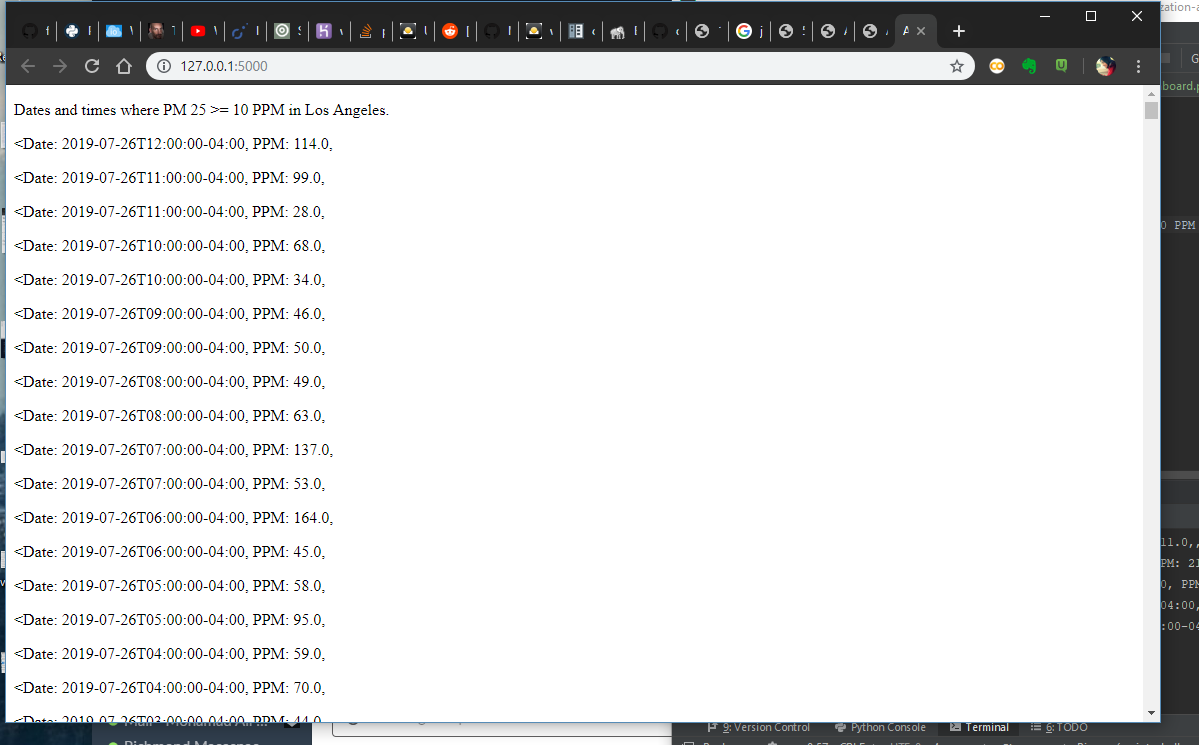 127.0.0.1:5000
Dates and times where PM 25 >= 10 PPM in Los Angeles.
<Date: 2019-07-26T12:00:00-04:00, PPM: 114.0,
<Date: 2019-07-26T11:00:00-04:00, PPM: 99.0,
<Date: 2019-07-26T11:00:00-04:00, PPM: 28.0,
<Date: 2019-07-26T10:00:00-04:00, PPM: 68.0,
<Date: 2019-07-26T10:00:00-04:00, PPM: 34.0,
<Date: 2019-07-26T09:00:00-04:00, PPM: 46.0,
<Date: 2019-07-26T09:00:00-04:00, PPM: 50.0,
<Date: 2019-07-26T08:00:00-04:00, PPM: 49.0,
<Date: 2019-07-26T08:00:00-04:00, PPM: 63.0,
<Date: 2019-07-26T07:00:00-04:00, PPM: 137.0,
<Date: 2019-07-26T07:00:00-04:00, PPM: 53.0,
<Date: 2019-07-26T06:00:00-04:00, PPM: 164.0,
<Date: 2019-07-26T06:00:00-04:00, PPM: 45.0,
<Date: 2019-07-26T05:00:00-04:00, PPM: 58.0,
<Date: 2019-07-26T05:00:00-04:00, PPM: 95.0,
<Date: 2019-07-26T04:00:00-04:00, PPM: 59.0,
<Date: 2019-07-26T04:00:00-04:00, PPM: 70.0,
<Date: 2019-07-26T03:00:00-04:00, PPM: 44.0
zation-a
board.p
0 PPM
11.0,,
PM: 21
0, PPM
04:00,
:00-04
9: Version Control Python Console Terminal 6: TODO